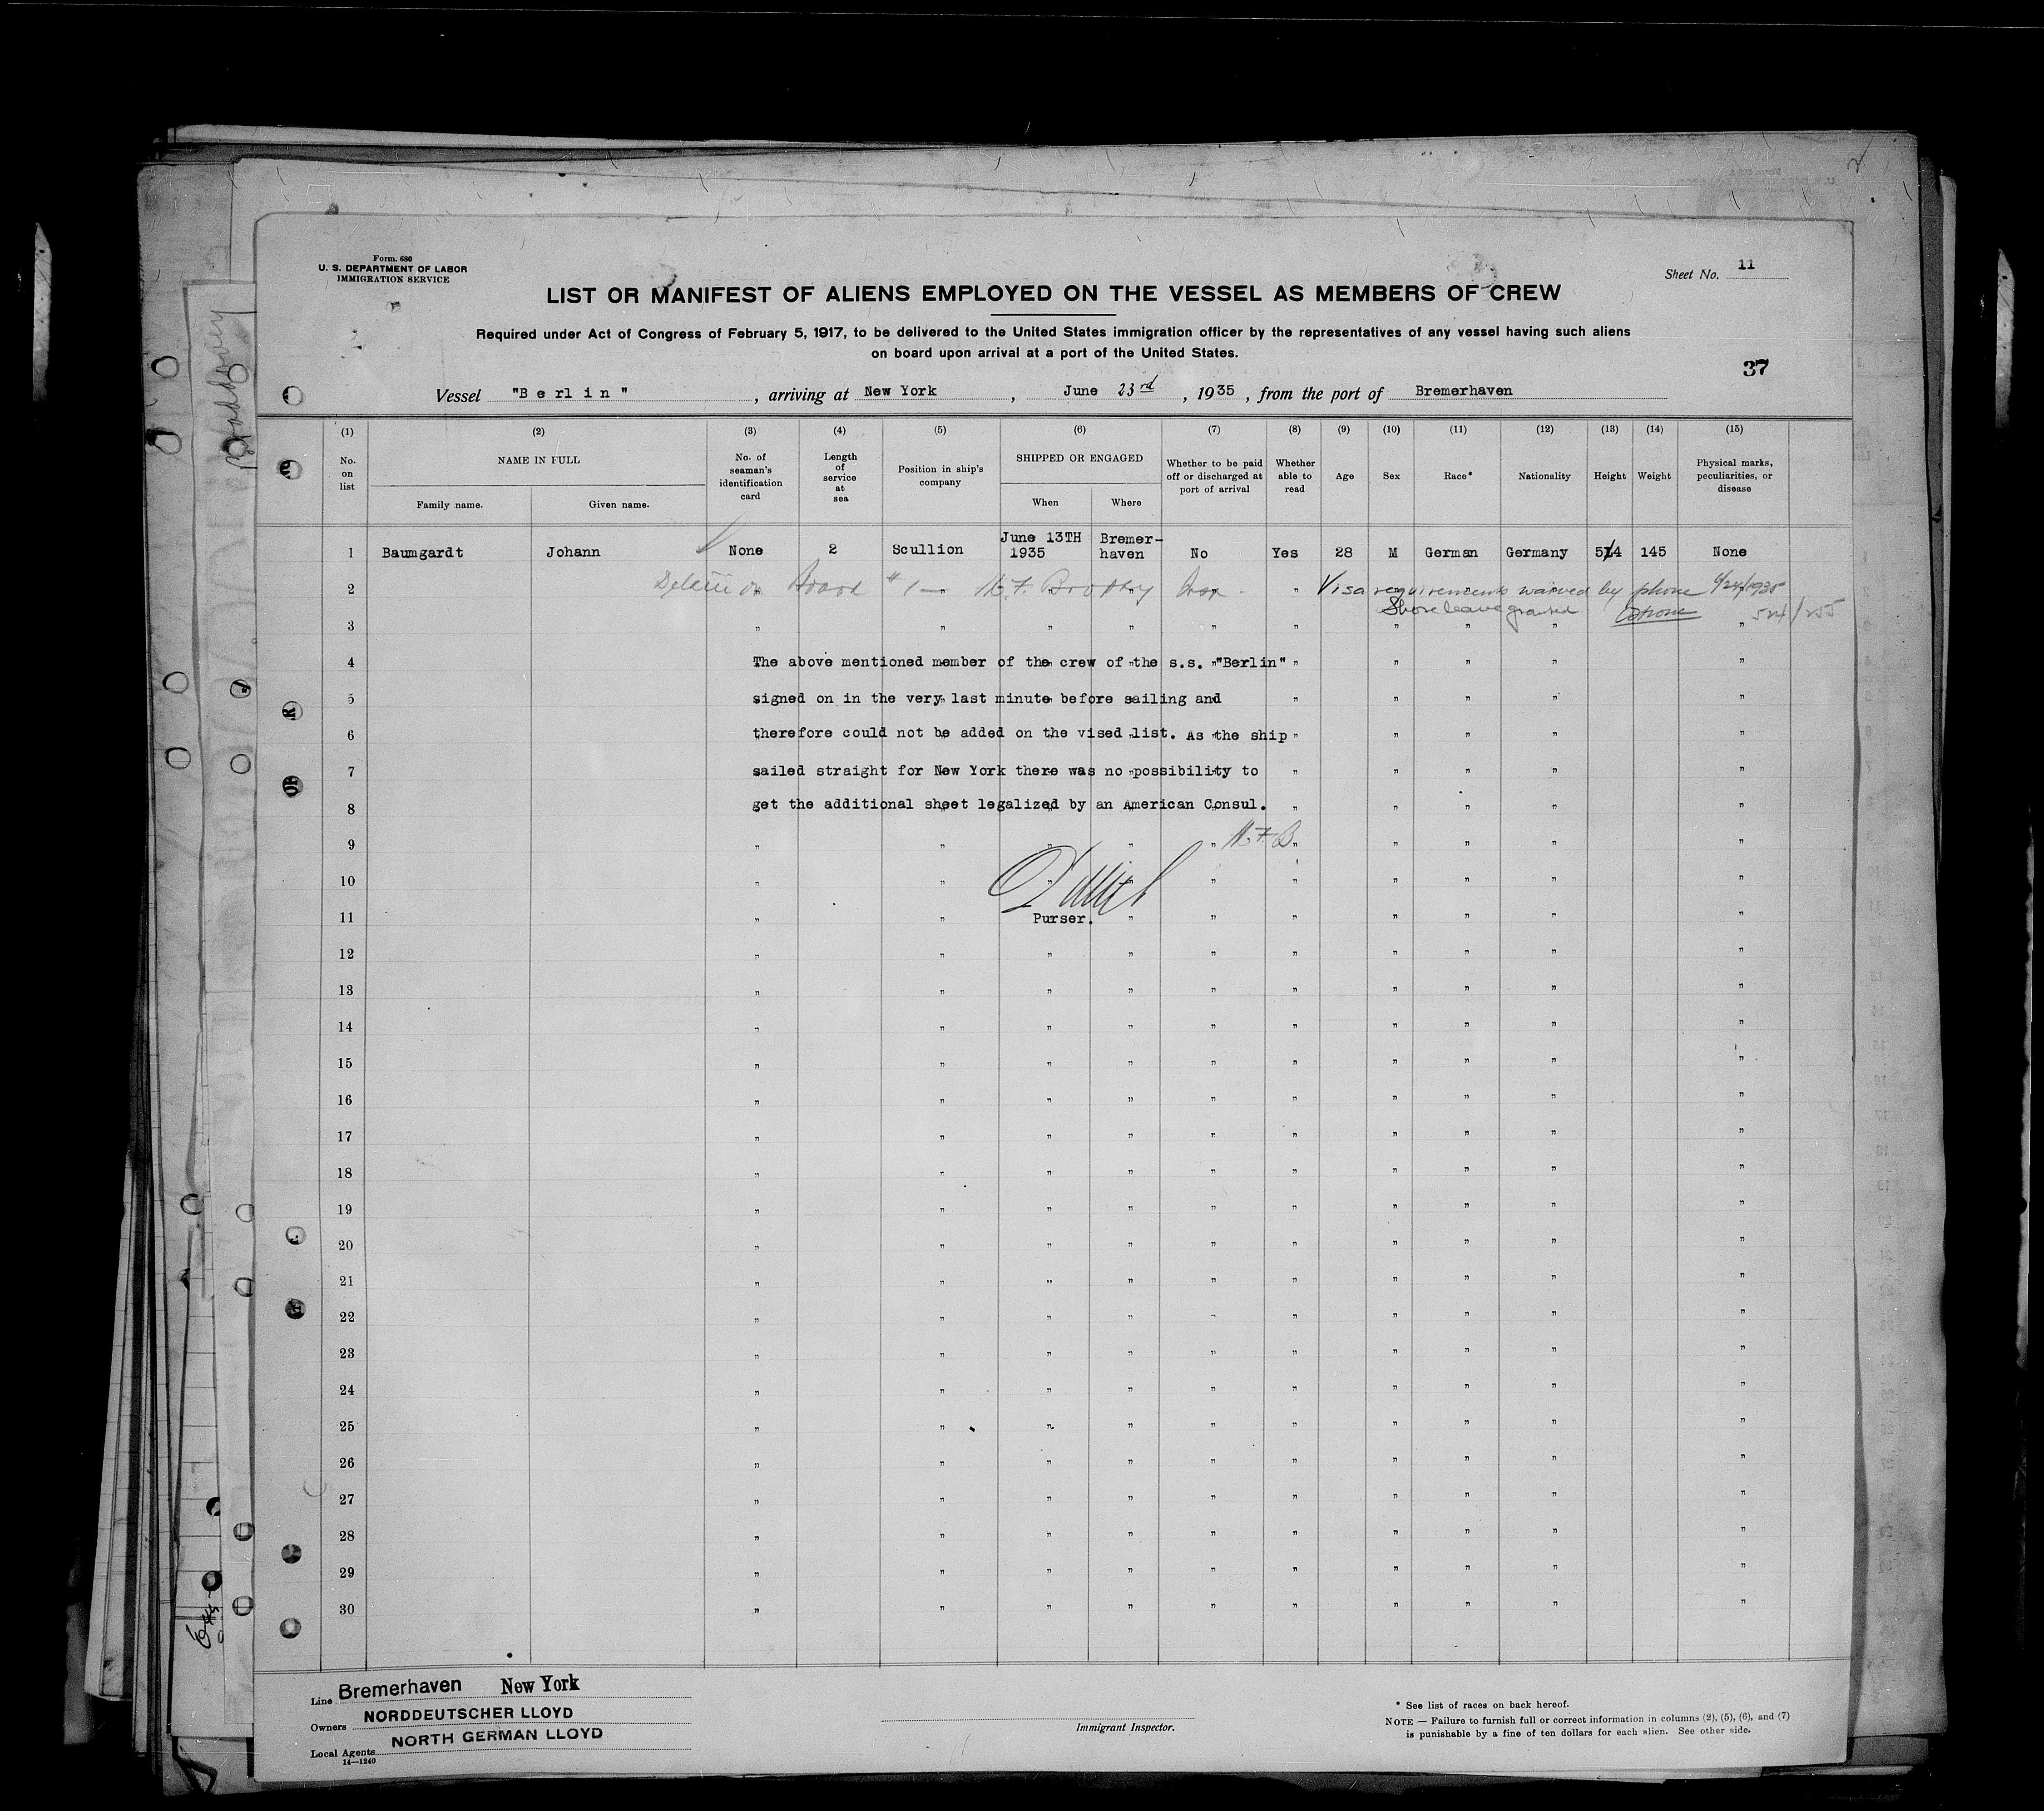 Form. 680
U. S. DEPARTMENT OF LABOR
IMMIGRATION SERVICE
Sheet No. 11
LIST OR MANIFEST OF ALIENS EMPLOYED ON THE VESSEL AS MEMBERS OF CREW
Required under Act of Congress of February 5, 1917, to be delivered to the United States immigration officer by the representatives of any vessel having such aliens
on board upon arrival at a port of the United States.
37
Vessel "B e r l i n " , arriving at New York , June 23rd , 1935 , from the port of Bremerhaven
(1) (2) (3) (4) (5) (6) (7) (8) (9) (10) (11) (12) (13) (14) (15)
No. on list
NAME IN FULL
Family name. Given name.
No. of seaman's identification card
Length of service at sea
Position in ship's company
SHIPPED OR ENGAGED
When Where
Whether to be paid off or discharged at port of arrival
Whether able to read
Age
Sex
Race*
Nationality
Height
Weight
Physical marks, peculiarities, or disease
1 Baumgardt Johann None 2 Scullion June 13TH 1935 Bremer-haven No Yes 28 M German Germany 5 4 145 None
2 Board #1 Visa requirements waived by phone 6/24/1935
Shore leave granted
3
4 The above mentioned member of the crew of the s.s. "Berlin"
5 signed on in the very last minute before sailing and
6 therefore could not be added on the vised list. As the ship
7 sailed straight for New York there was no possibility to
8 get the additional sheet legalized by an American Consul.
9
10
11 Purser.
12
13
14
15
16
17
18
19
20
21
22
23
24
25
26
27
28
29
30
Line Bremerhaven New York
Owners NORDDEUTSCHER LLOYD
Local Agents NORTH GERMAN LLOYD
14—1240
Immigrant Inspector.
* See list of races on back hereof.
NOTE — Failure to furnish full or correct information in columns (2), (5), (6), and (7)
is punishable by a fine of ten dollars for each alien. See other side.